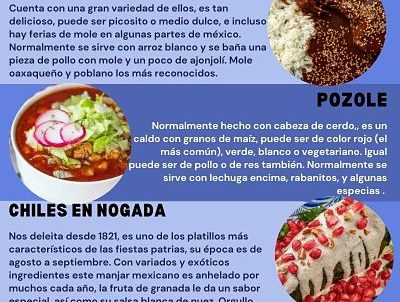 Cuenta con una gran variedad de ellos, es tan
delicioso, puede ser picosito o medio dulce, e incluso
hay ferias de mole en algunas partes de méxico.
Normalmente se sirve con arroz blanco y se baña una
pieza de pollo con mole y un poco de ajonjolí. Mole
oaxaqueño y poblano los más reconocidos.
POZOLE
Normalmente hecho con cabeza de cerdo,, es un
caldo con granos de maíz, puede ser de color rojo (el
más común), verde, blanco o vegetariano. Igual
puede ser de pollo o de res también. Normalmente se
sirve con lechuga encima, rabanitos, y algunas
especias .
CHILES EN NOGADA
Nos deleita desde 1821, es uno de los platillos más
característicos de las fiestas patrias, su época es de
agosto a septiembre. Con variados y exóticos
ingredientes este manjar mexicano es anhelado por
muchos cada año, la fruta de granada le da un sabor
especial, así como su salsa blanca de nuez. Orgullo